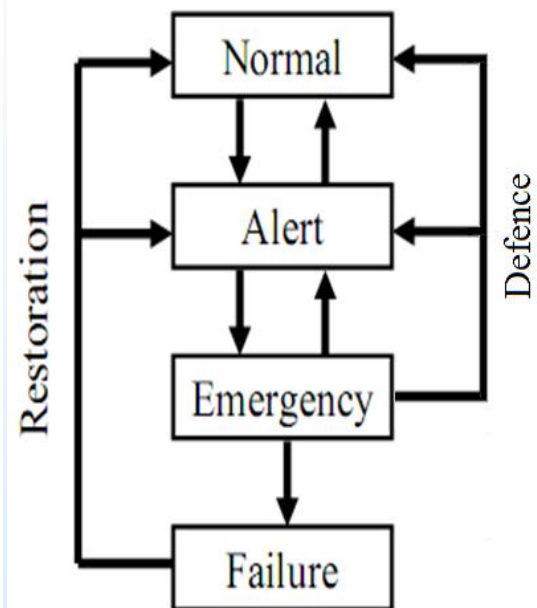 Normal
Alert
Emergency
Failure
Restoration
Defence